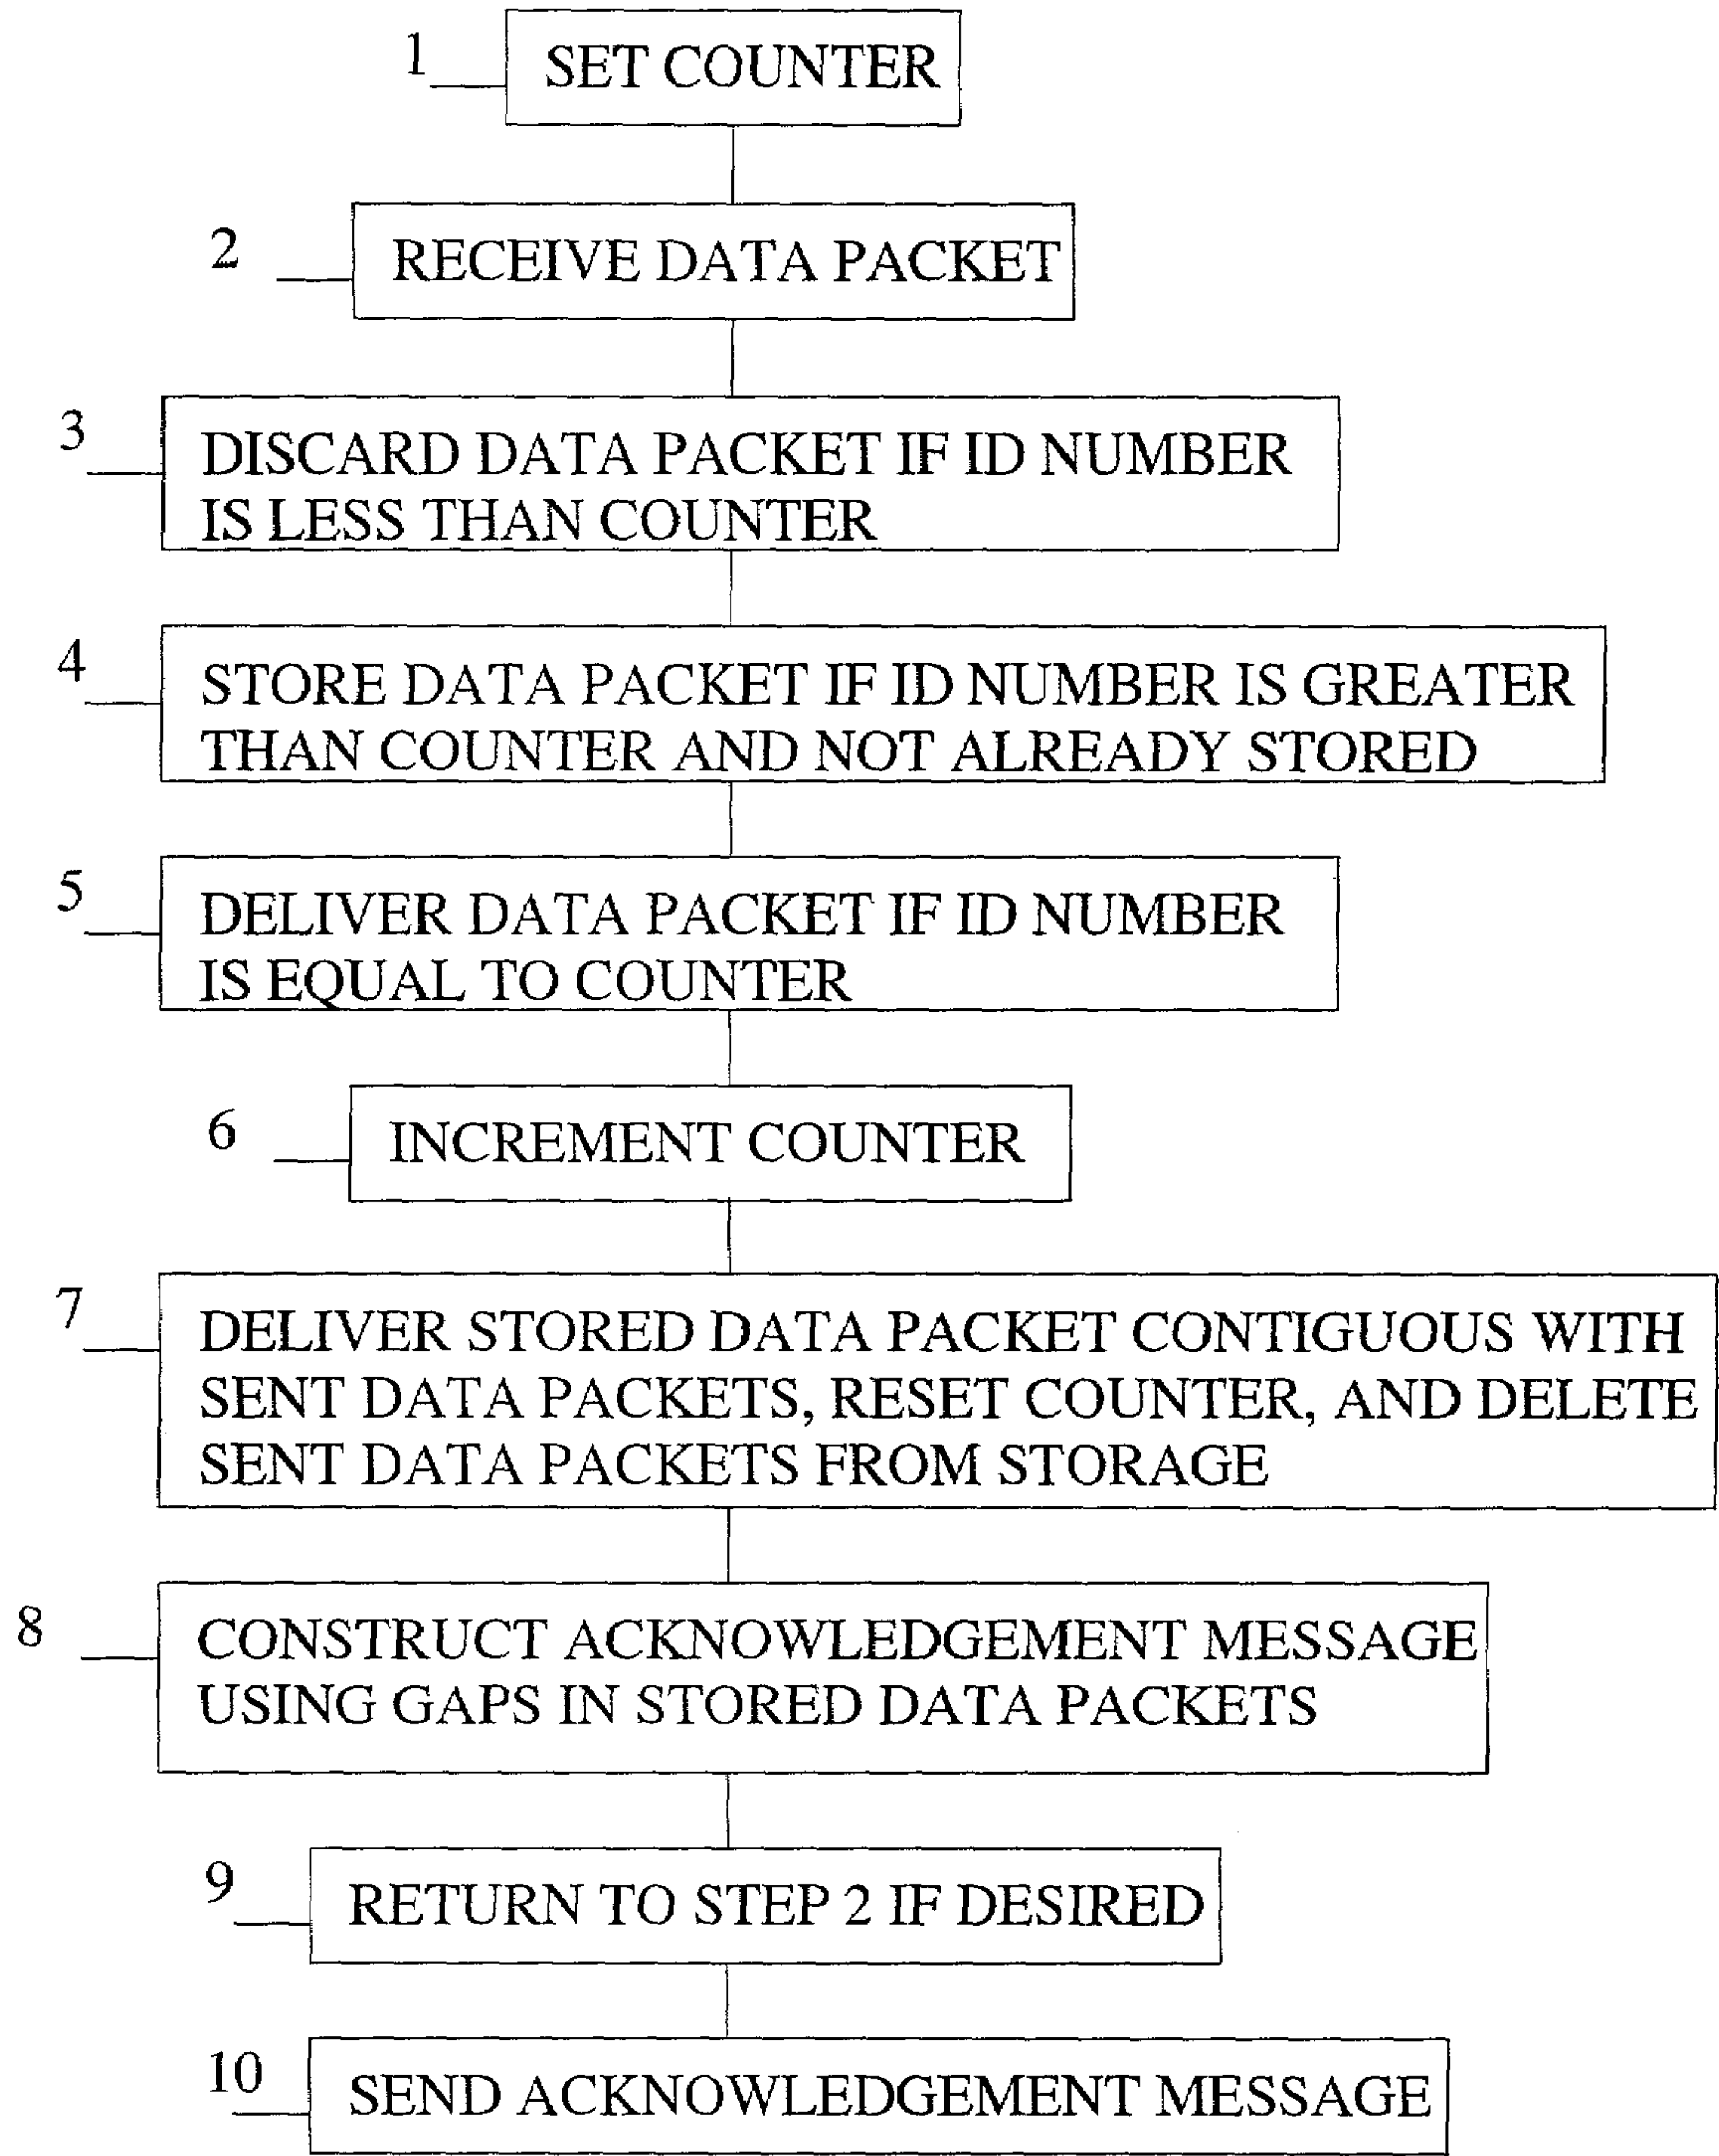 1 SET COUNTER
2 RECEIVE DATA PACKET
3 DISCARD DATA PACKET IF ID NUMBER
IS LESS THAN COUNTER
4 STORE DATA PACKET IF ID NUMBER IS GREATER
THAN COUNTER AND NOT ALREADY STORED
5 DELIVER DATA PACKET IF ID NUMBER
IS EQUAL TO COUNTER
6 INCREMENT COUNTER
7 DELIVER STORED DATA PACKET CONTIGUOUS WITH
SENT DATA PACKETS, RESET COUNTER, AND DELETE
SENT DATA PACKETS FROM STORAGE
8 CONSTRUCT ACKNOWLEDGEMENT MESSAGE
USING GAPS IN STORED DATA PACKETS
9 RETURN TO STEP 2 IF DESIRED
10 SEND ACKNOWLEDGEMENT MESSAGE